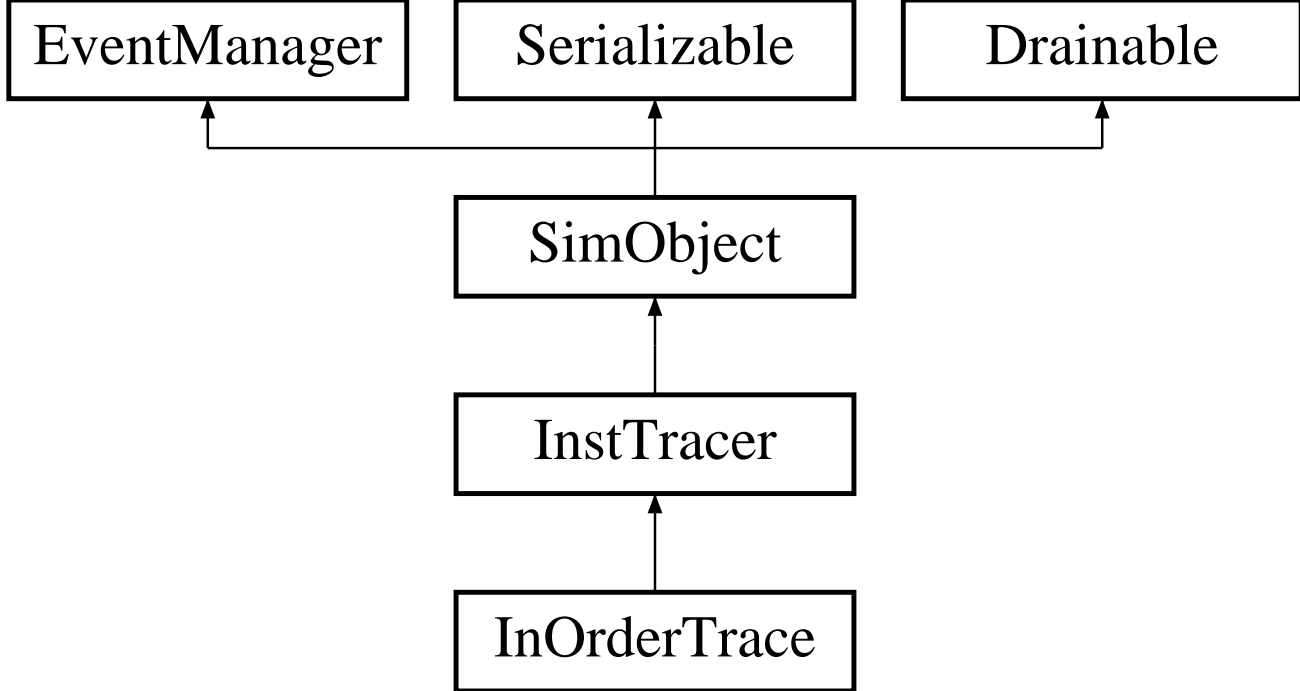 EventManager
Serializable
Drainable
SimObject
InstTracer
InOrderTrace